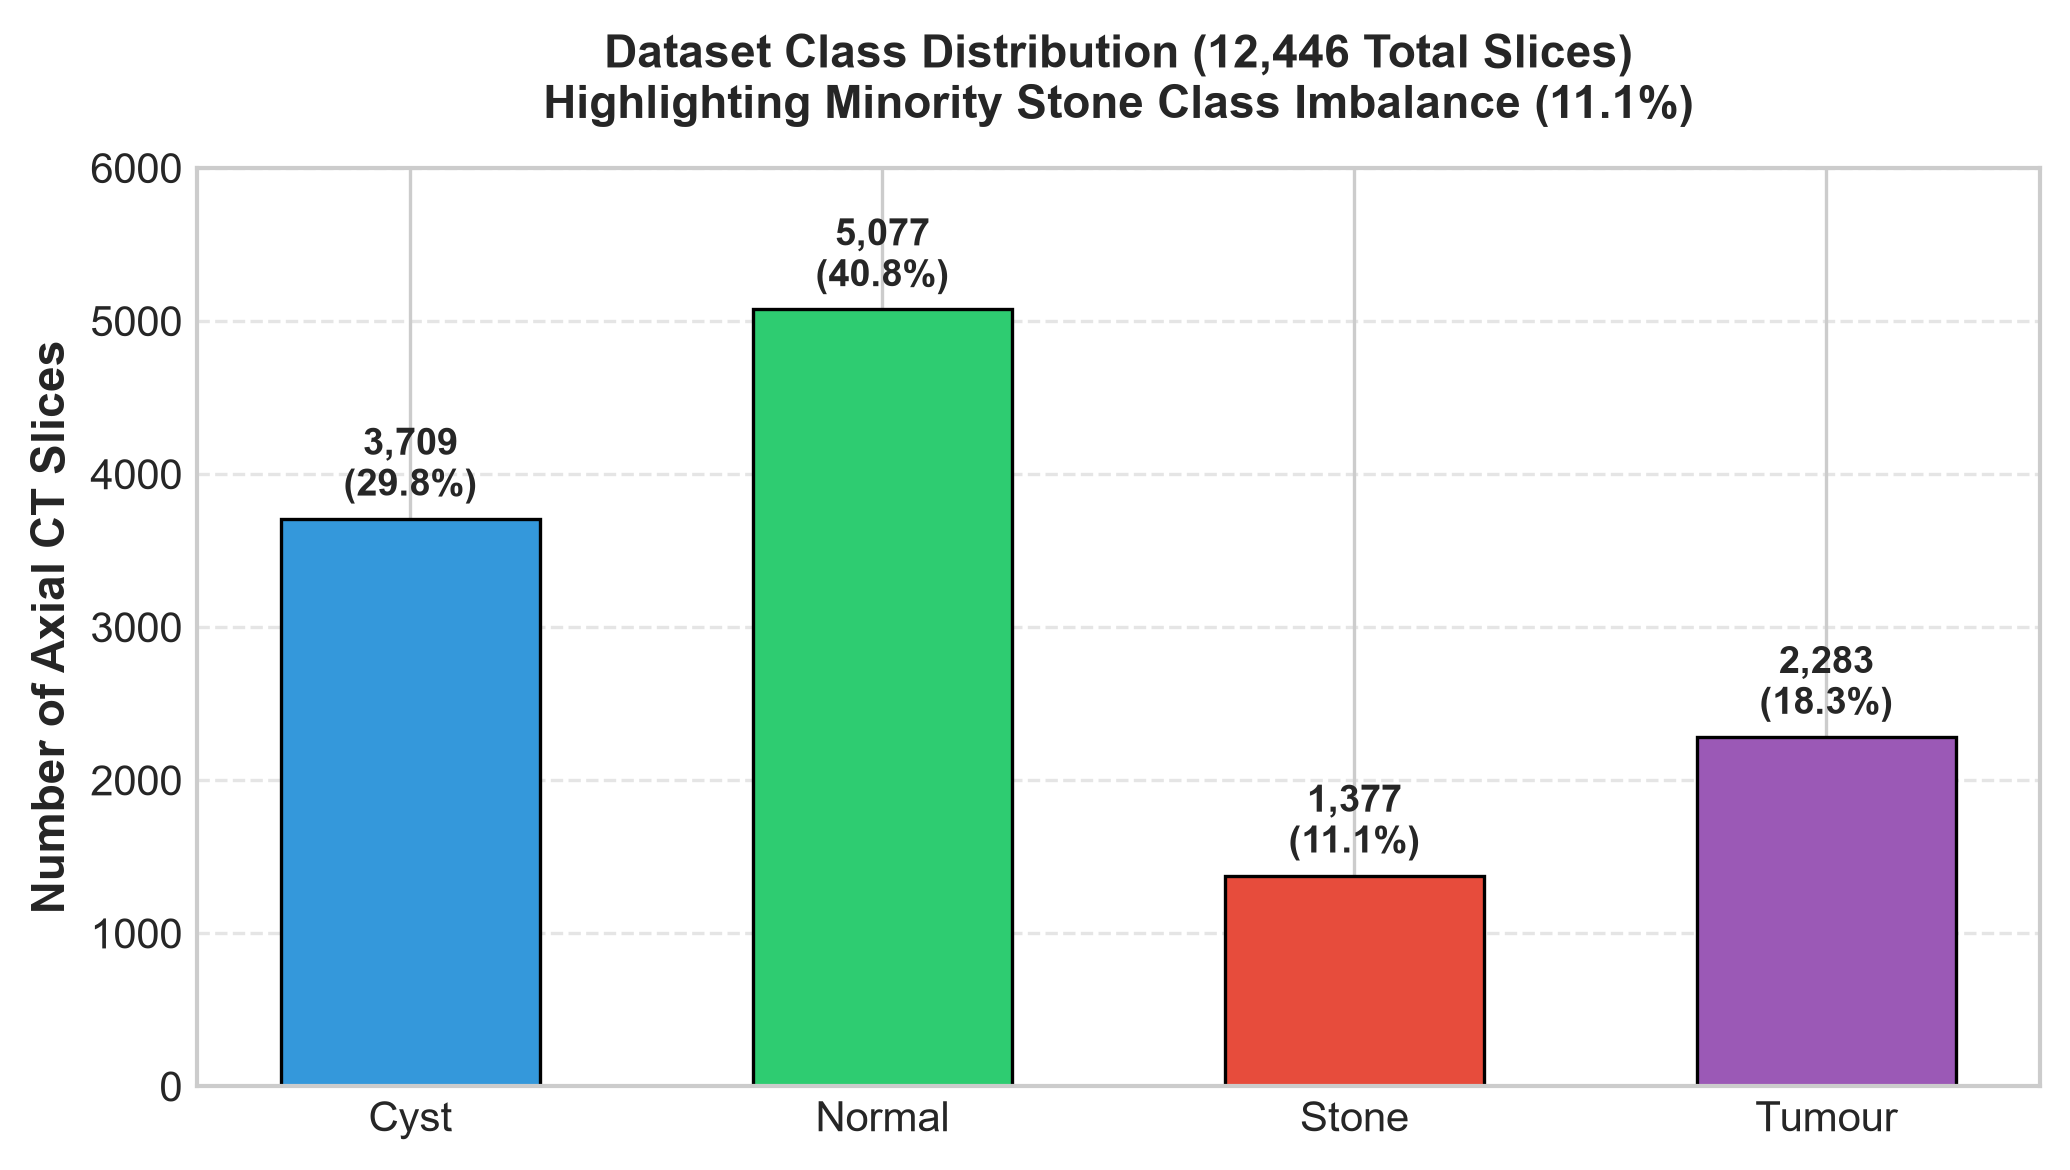 Dataset Class Distribution (12,446 Total Slices)
Highlighting Minority Stone Class Imbalance (11.1%)
Number of Axial CT Slices
6000
5000
4000
3000
2000
1000
0
3,709
(29.8%)
5,077
(40.8%)
1,377
(11.1%)
2,283
(18.3%)
Cyst
Normal
Stone
Tumour